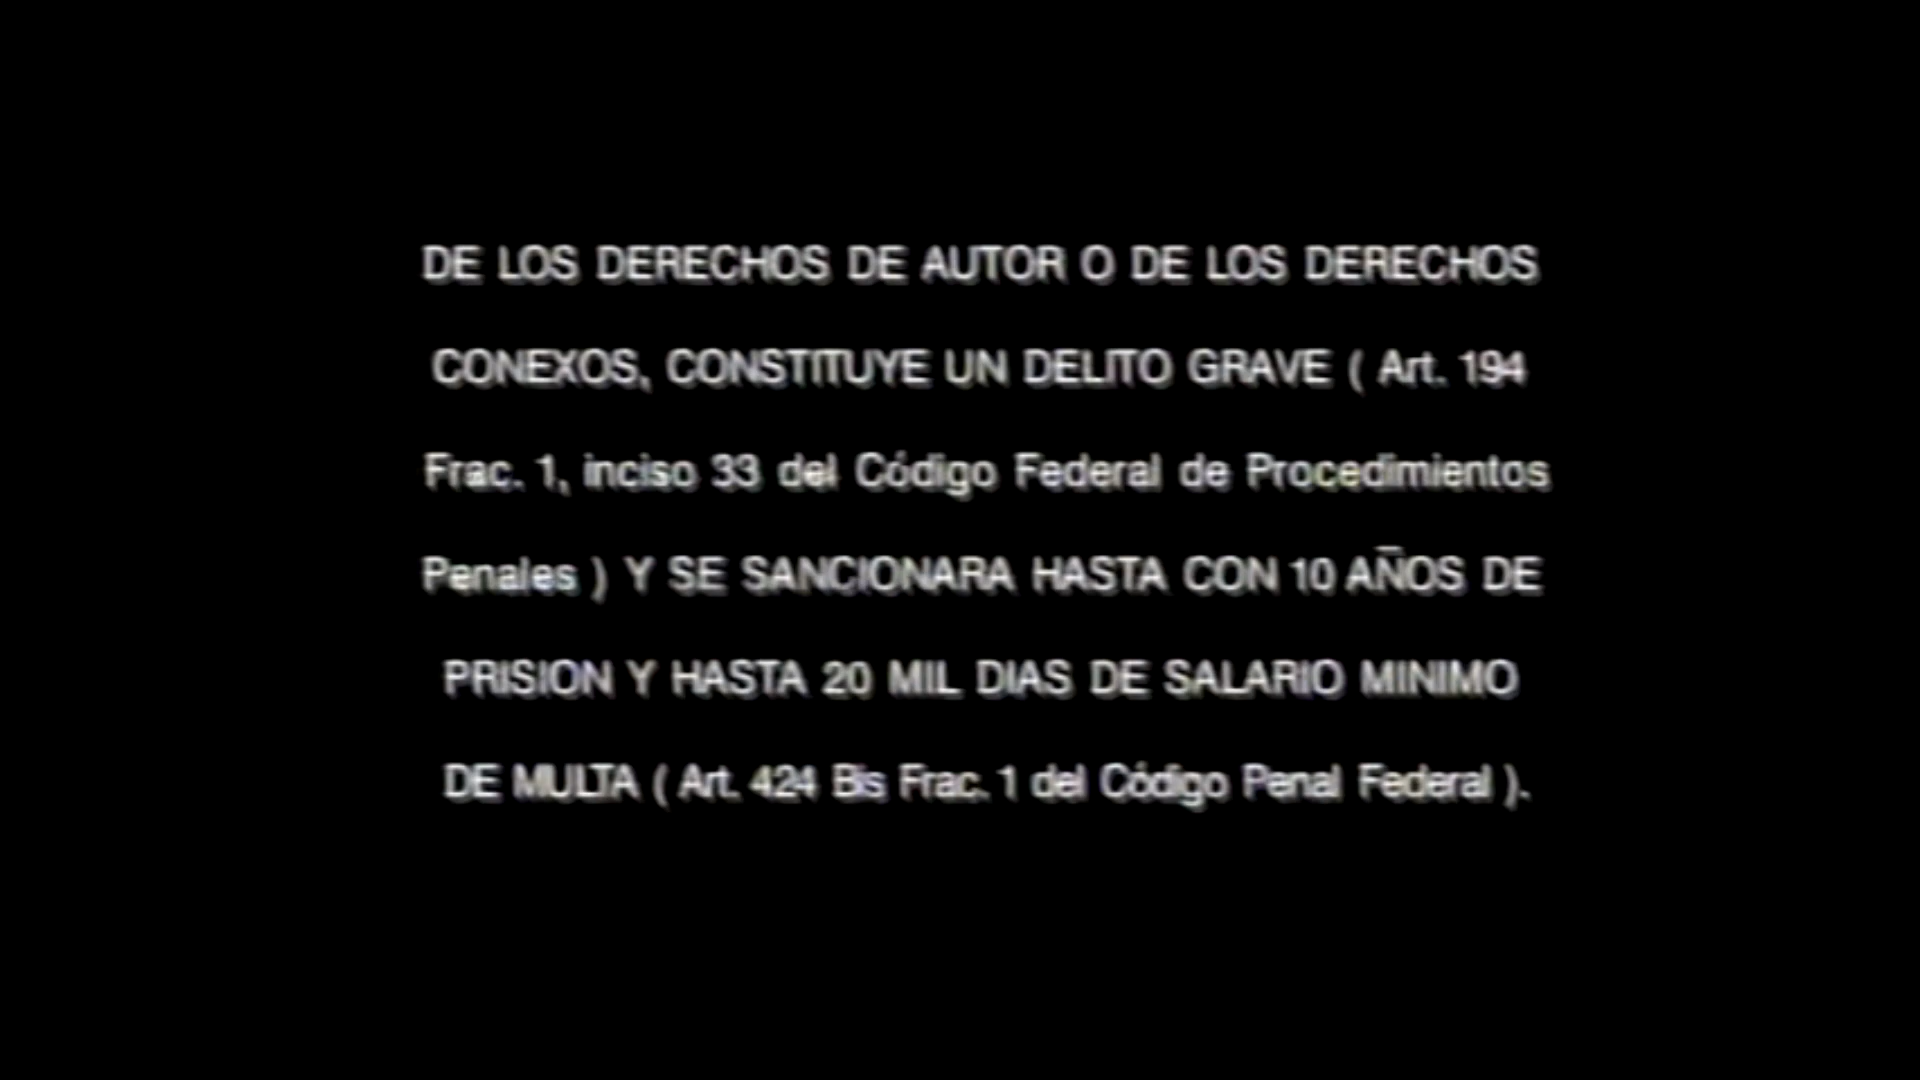 DE LOS DERECHOS DE AUTOR O DE LOS DERECHOS
CONEXOS, CONSTITUYE UN DELITO GRAVE ( Art. 194
Frac. 1, inciso 33 del Código Federal de Procedimientos
Penales ) Y SE SANCIONARA HASTA CON 10 AÑOS DE
PRISION Y HASTA 20 MIL DIAS DE SALARIO MINIMO
DE MULTA ( Art. 424 Bis Frac. 1 del Código Penal Federal ).